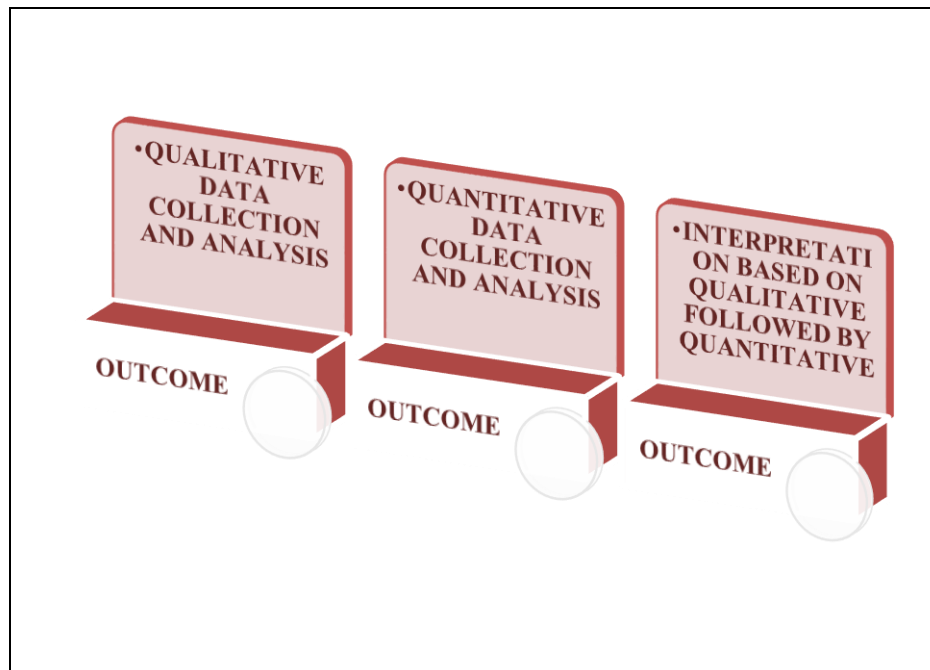 •QUALITATIVE
DATA
COLLECTION
AND ANALYSIS
OUTCOME
•QUANTITATIVE
DATA
COLLECTION
AND ANALYSIS
OUTCOME
•INTERPRETATI
ON BASED ON
QUALITATIVE
FOLLOWED BY
QUANTITATIVE
OUTCOME